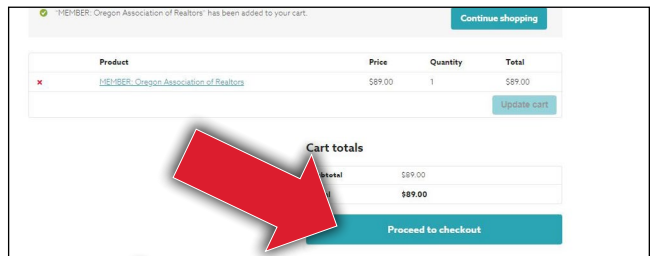 "MEMBER: Oregon Association of Realtors" has been added to your cart.
Continue shopping
Product Price Quantity Total
MEMBER: Oregon Association of Realtors $89.00 1 $89.00
Update cart
Cart totals
$89.00
$89.00
Proceed to checkout